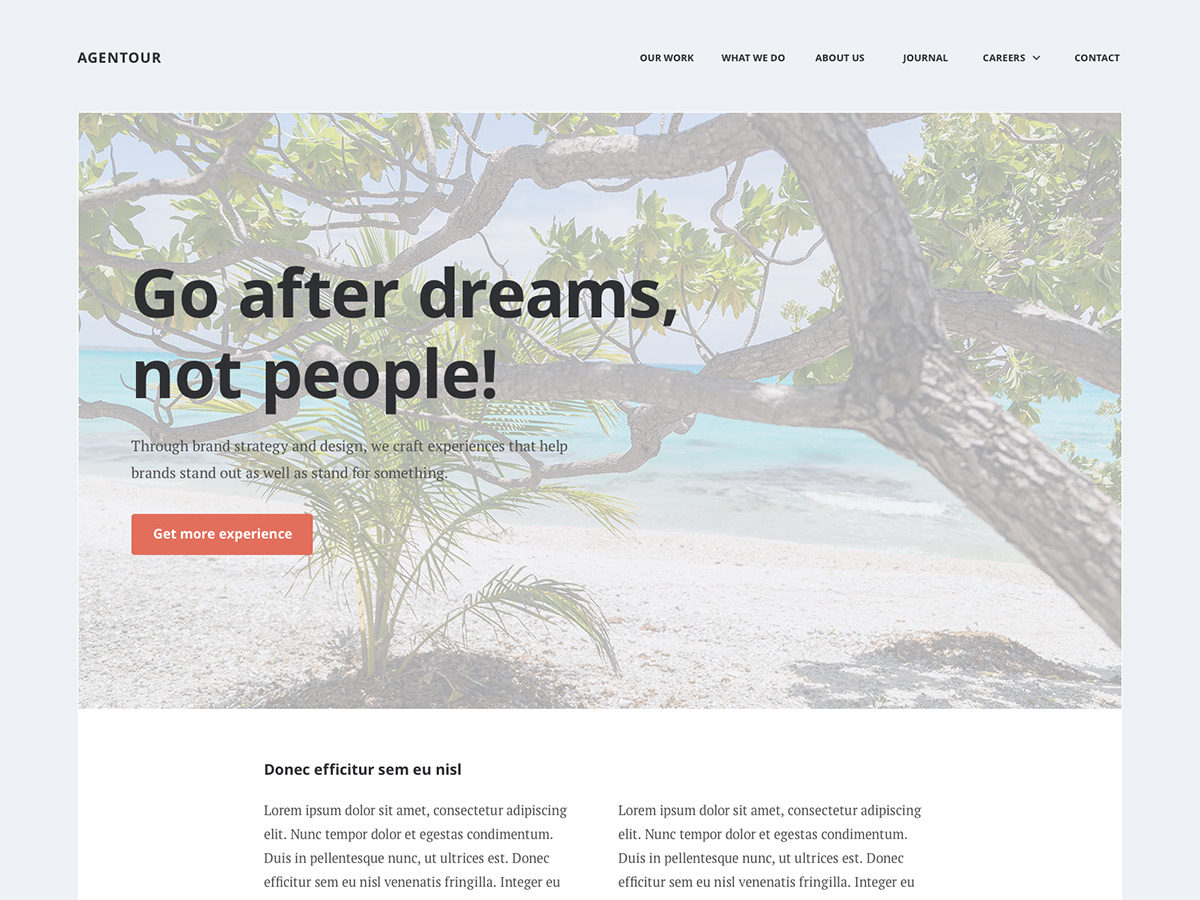 AGENTOUR
OUR WORK WHAT WE DO ABOUT US JOURNAL CAREERS CONTACT
Go after dreams,
not people!
Through brand strategy and design, we craft experiences that help
brands stand out as well as stand for something.
Get more experience
Donec efficitur sem eu nisl
Lorem ipsum dolor sit amet, consectetur adipiscing
elit. Nunc tempor dolor et egestas condimentum.
Duis in pellentesque nunc, ut ultrices est. Donec
efficitur sem eu nisl venenatis fringilla. Integer eu
Lorem ipsum dolor sit amet, consectetur adipiscing
elit. Nunc tempor dolor et egestas condimentum.
Duis in pellentesque nunc, ut ultrices est. Donec
efficitur sem eu nisl venenatis fringilla. Integer eu